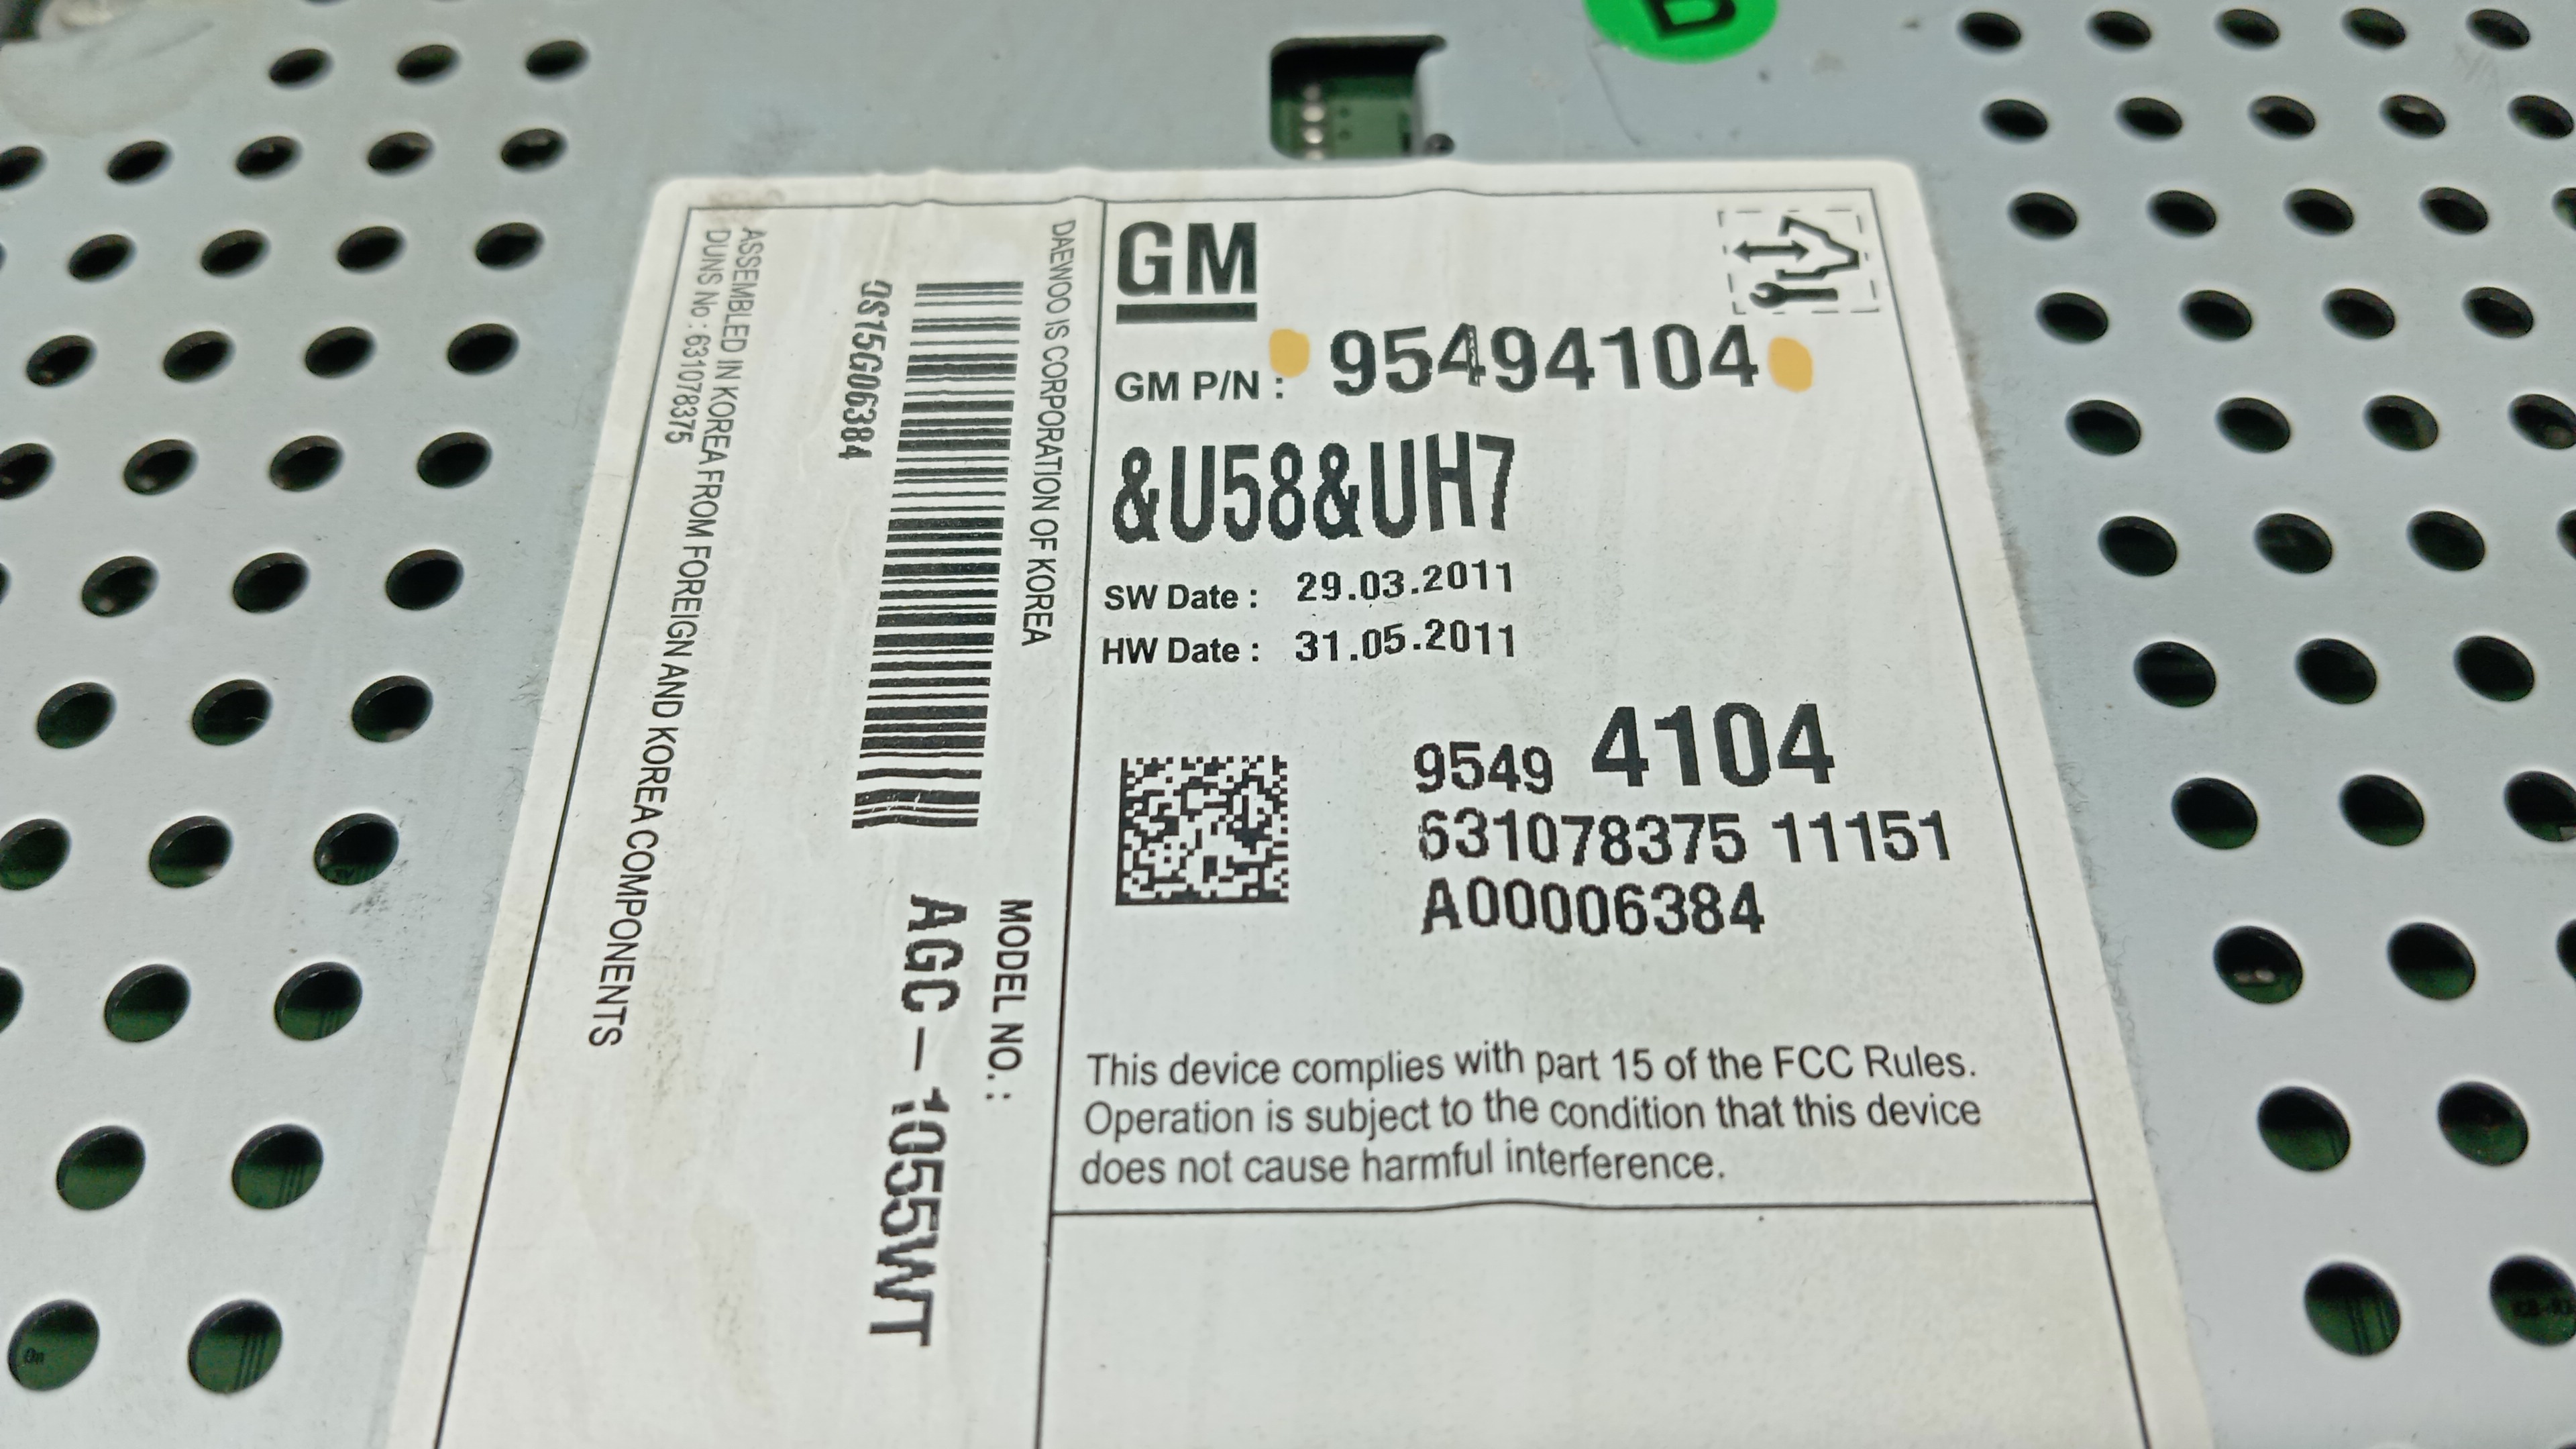 D
GM
GM P/N : 95494104
&U58&UH7
SW Date : 29.03.2011
HW Date : 31.05.2011
9549 4104
631078375 11151
A00006384
This device complies with part 15 of the FCC Rules.
Operation is subject to the condition that this device
does not cause harmful interference.
DAEWOO IS CORPORATION OF KOREA
MODEL NO. :
AGC-1055WT
ASSEMBLED IN KOREA FROM FOREIGN AND KOREA COMPONENTS
DUNS No : 631078375